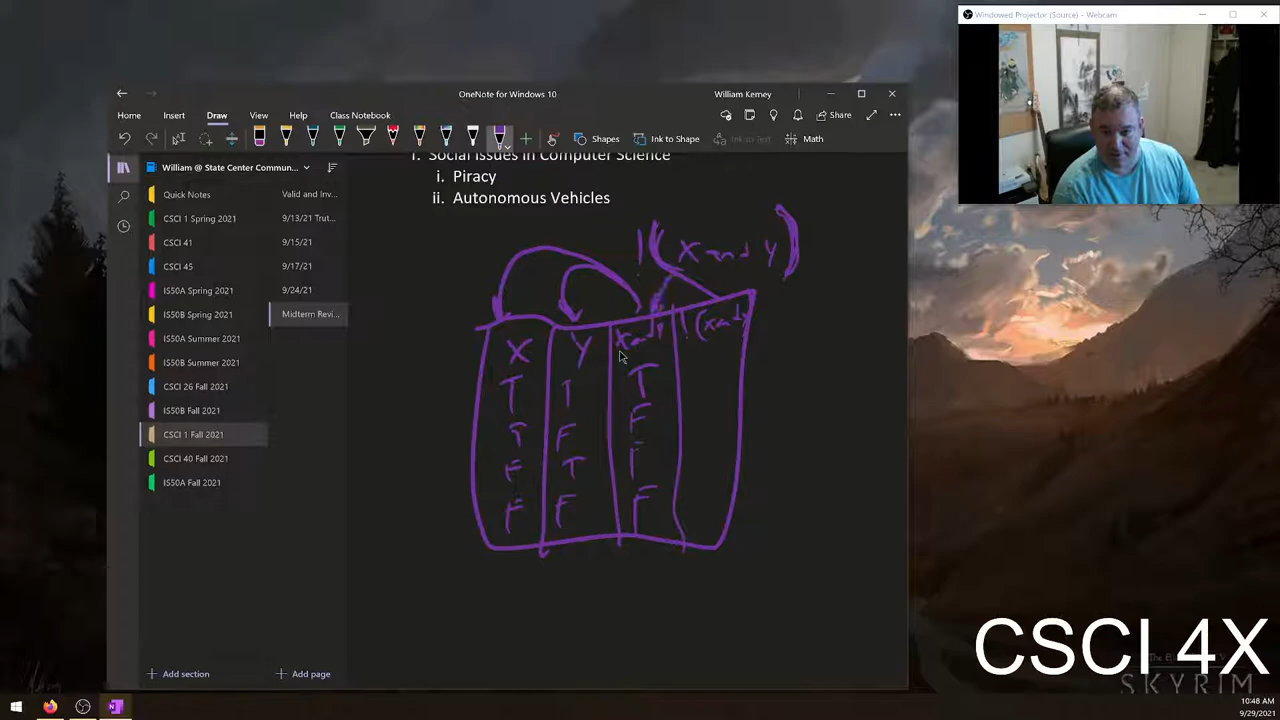 Windowed Projector (Source) - Webcam
OneNote for Windows 10
William Kerney
Home
Insert
Draw
View
Help
Class Notebook
Share
Shapes
Ink to Shape
Ink to Text
Math
William @ State Center Commun...
Quick Notes
CSCI 1 Spring 2021
CSCI 41
CSCI 45
IS50A Spring 2021
IS50B Spring 2021
IS50A Summer 2021
IS50B Summer 2021
CSCI 26 Fall 2021
IS50B Fall 2021
CSCI 1 Fall 2021
CSCI 40 Fall 2021
IS50A Fall 2021
Valid and Inv...
9/13/21 Trut...
9/15/21
9/17/21
9/24/21
Midterm Revi...
Social Issues in Computer Science
i. Piracy
ii. Autonomous Vehicles
!(X and Y)
X Y
T T T
T F F
F T F
F F F
Add section
Add page
CSCI 4X
SKYRIM
10:48 AM
9/29/2021